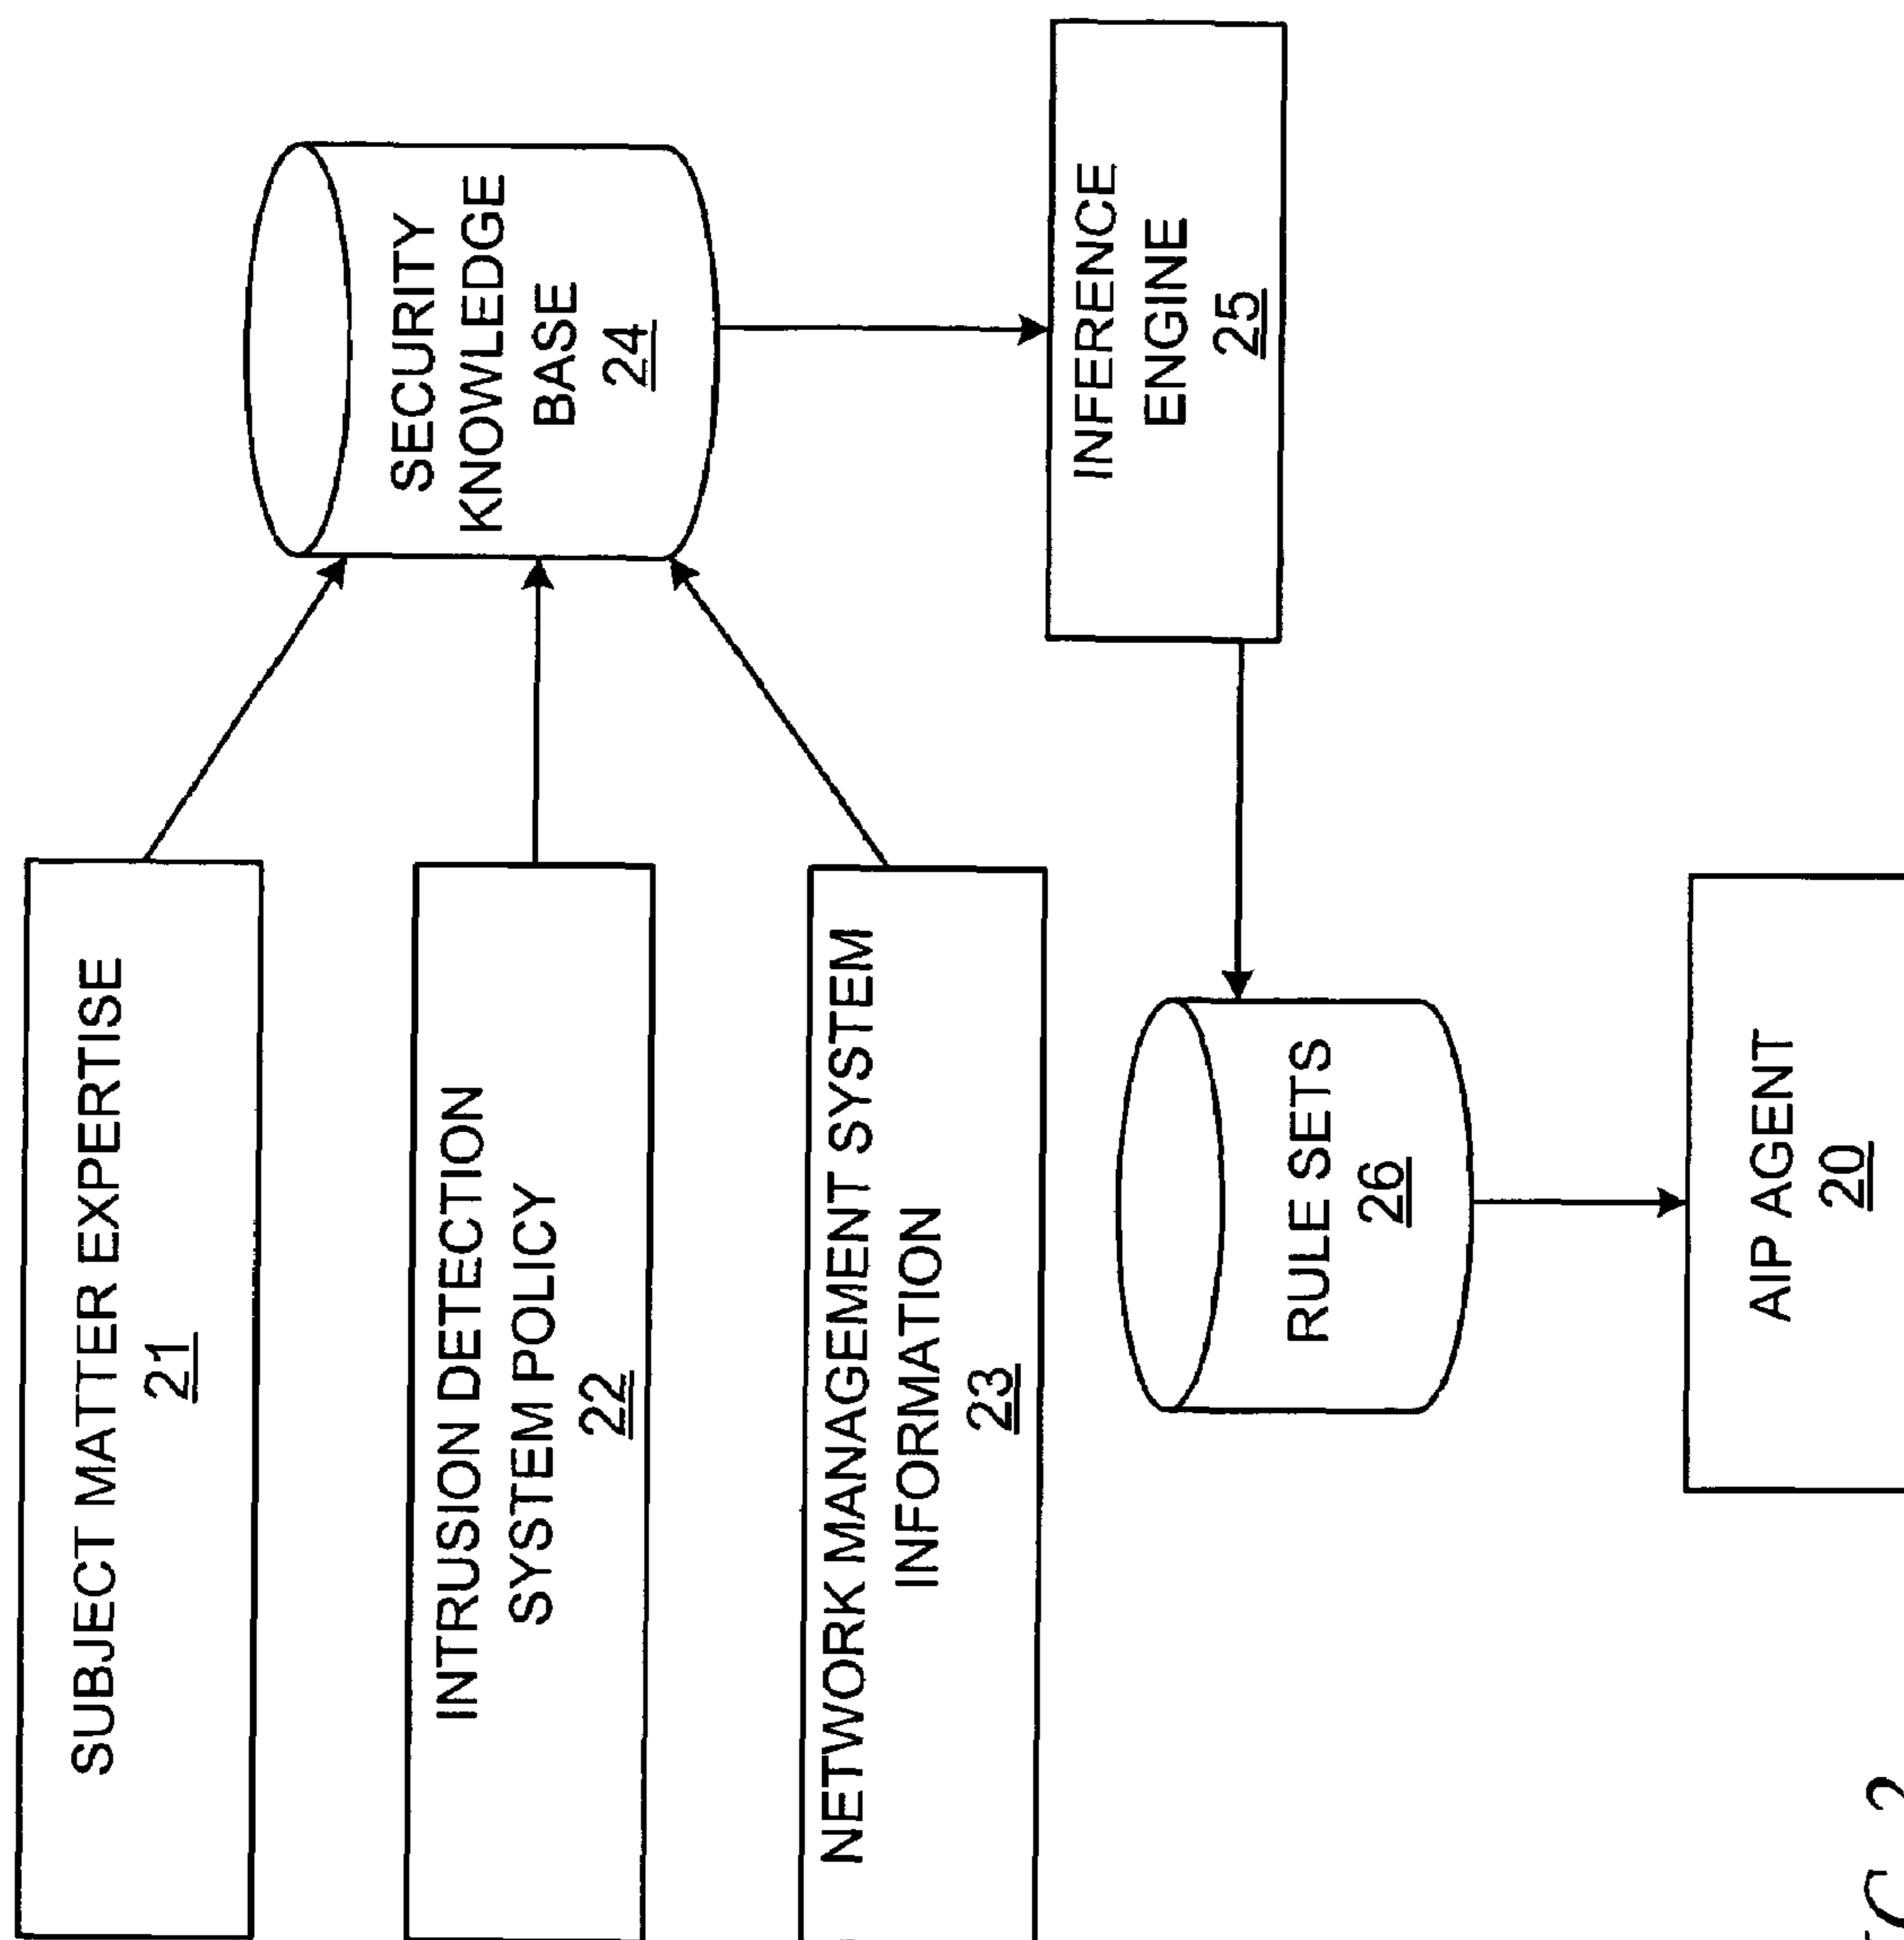 SUBJECT MATTER EXPERTISE
21
INTRUSION DETECTION
SYSTEM POLICY
22
NETWORK MANAGEMENT SYSTEM
INFORMATION
23
SECURITY
KNOWLEDGE
BASE
24
INFERENCE
ENGINE
25
RULE SETS
26
AIP AGENT
20